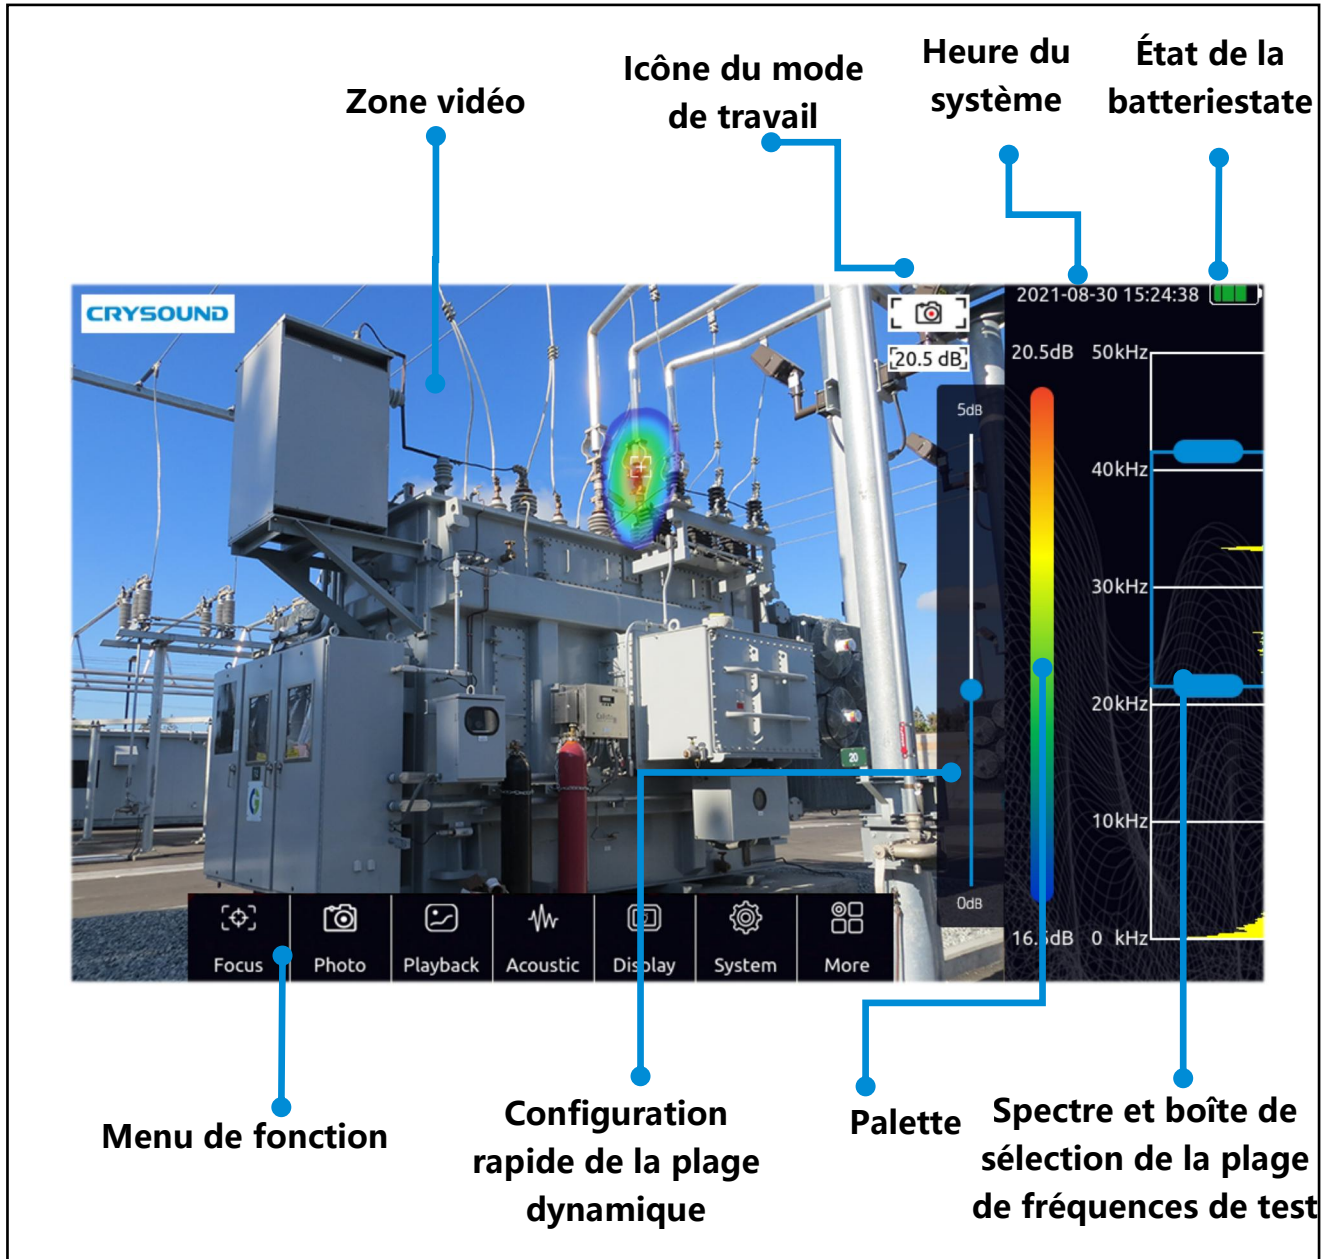 Zone vidéo
Icône du mode
de travail
Heure du
système
État de la
batteriestate
CRYSOUND
2021-08-30 15:24:38
[20.5 dB]
20.5dB
50kHz
5dB
40kHz
30kHz
20kHz
20
10kHz
0dB
16.5dB
0 kHz
Focus
Photo
Playback
Acoustic
Display
System
More
Menu de fonction
Configuration
rapide de la plage
dynamique
Palette
Spectre et boîte de
sélection de la plage
de fréquences de test